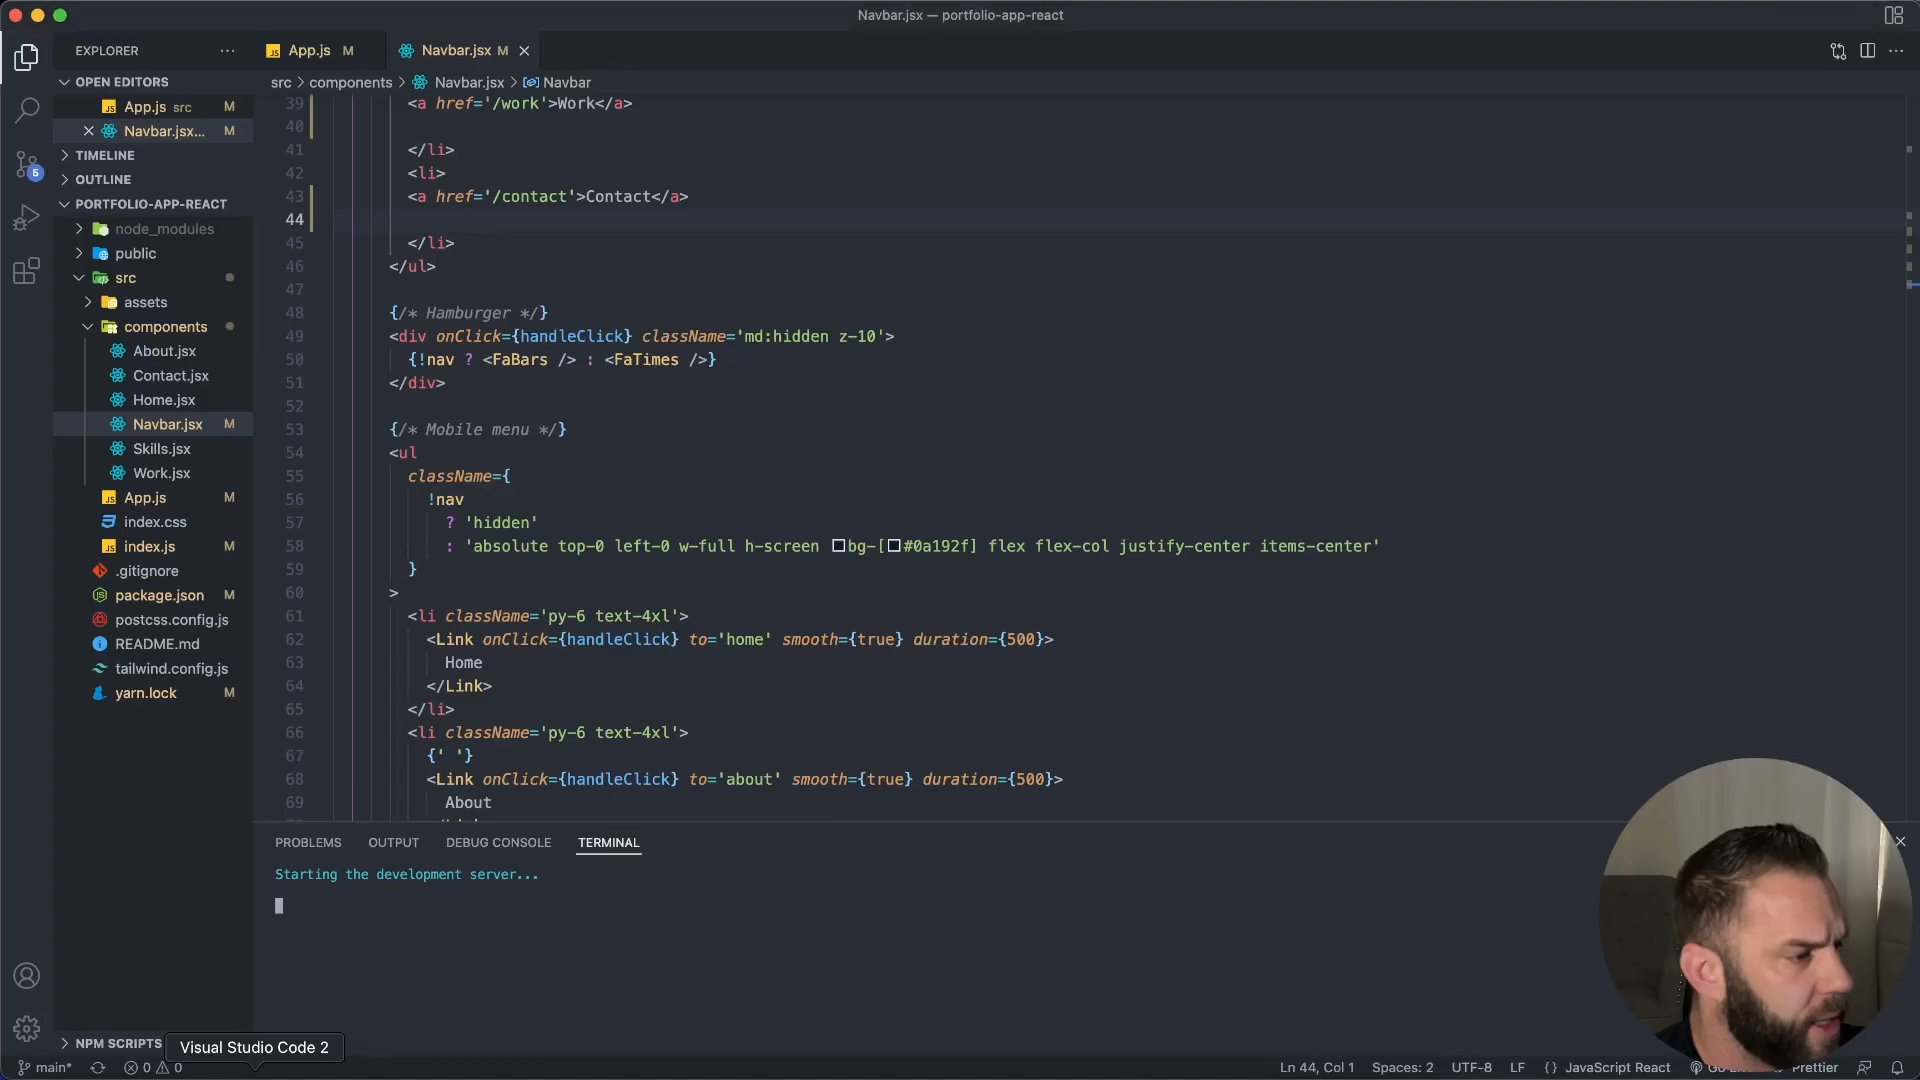 Navbar.jsx — portfolio-app-react
EXPLORER
App.js M
Navbar.jsx M
OPEN EDITORS
App.js src M
Navbar.jsx... M
TIMELINE
OUTLINE
PORTFOLIO-APP-REACT
node_modules
public
src
assets
components
About.jsx
Contact.jsx
Home.jsx
Navbar.jsx M
Skills.jsx
Work.jsx
App.js M
index.css
index.js M
.gitignore
package.json M
postcss.config.js
README.md
tailwind.config.js
yarn.lock M
NPM SCRIPTS
5
src > components > Navbar.jsx > Navbar
39 <a href='/work'>Work</a>
40
41 </li>
42 <li>
43 <a href='/contact'>Contact</a>
44
45 </li>
46 </ul>
47
48 {/* Hamburger */}
49 <div onClick={handleClick} className='md:hidden z-10'>
50 {!nav ? <FaBars /> : <FaTimes />}
51 </div>
52
53 {/* Mobile menu */}
54 <ul
55 className={
56 !nav
57 ? 'hidden'
58 : 'absolute top-0 left-0 w-full h-screen bg-[#0a192f] flex flex-col justify-center items-center'
59 }
60 >
61 <li className='py-6 text-4xl'>
62 <Link onClick={handleClick} to='home' smooth={true} duration={500}>
63 Home
64 </Link>
65 </li>
66 <li className='py-6 text-4xl'>
67 {' '}
68 <Link onClick={handleClick} to='about' smooth={true} duration={500}>
69 About
PROBLEMS OUTPUT DEBUG CONSOLE TERMINAL
Starting the development server...
Visual Studio Code 2
main* 0 0
Ln 44, Col 1 Spaces: 2 UTF-8 LF {} JavaScript React Prettier